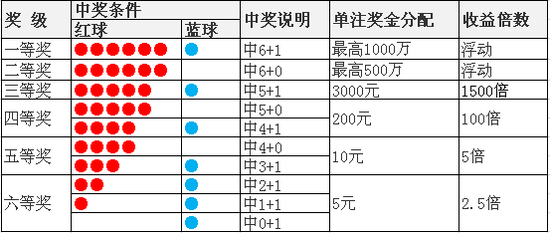 奖 级 中奖条件 中奖说明 单注奖金分配 收益倍数
红球 蓝球
一等奖 中6+1 最高1000万 浮动
二等奖 中6+0 最高500万 浮动
三等奖 中5+1 3000元 1500倍
四等奖 中5+0 200元 100倍
中4+1
五等奖 中4+0 10元 5倍
中3+1
六等奖 中2+1 5元 2.5倍
中1+1
中0+1